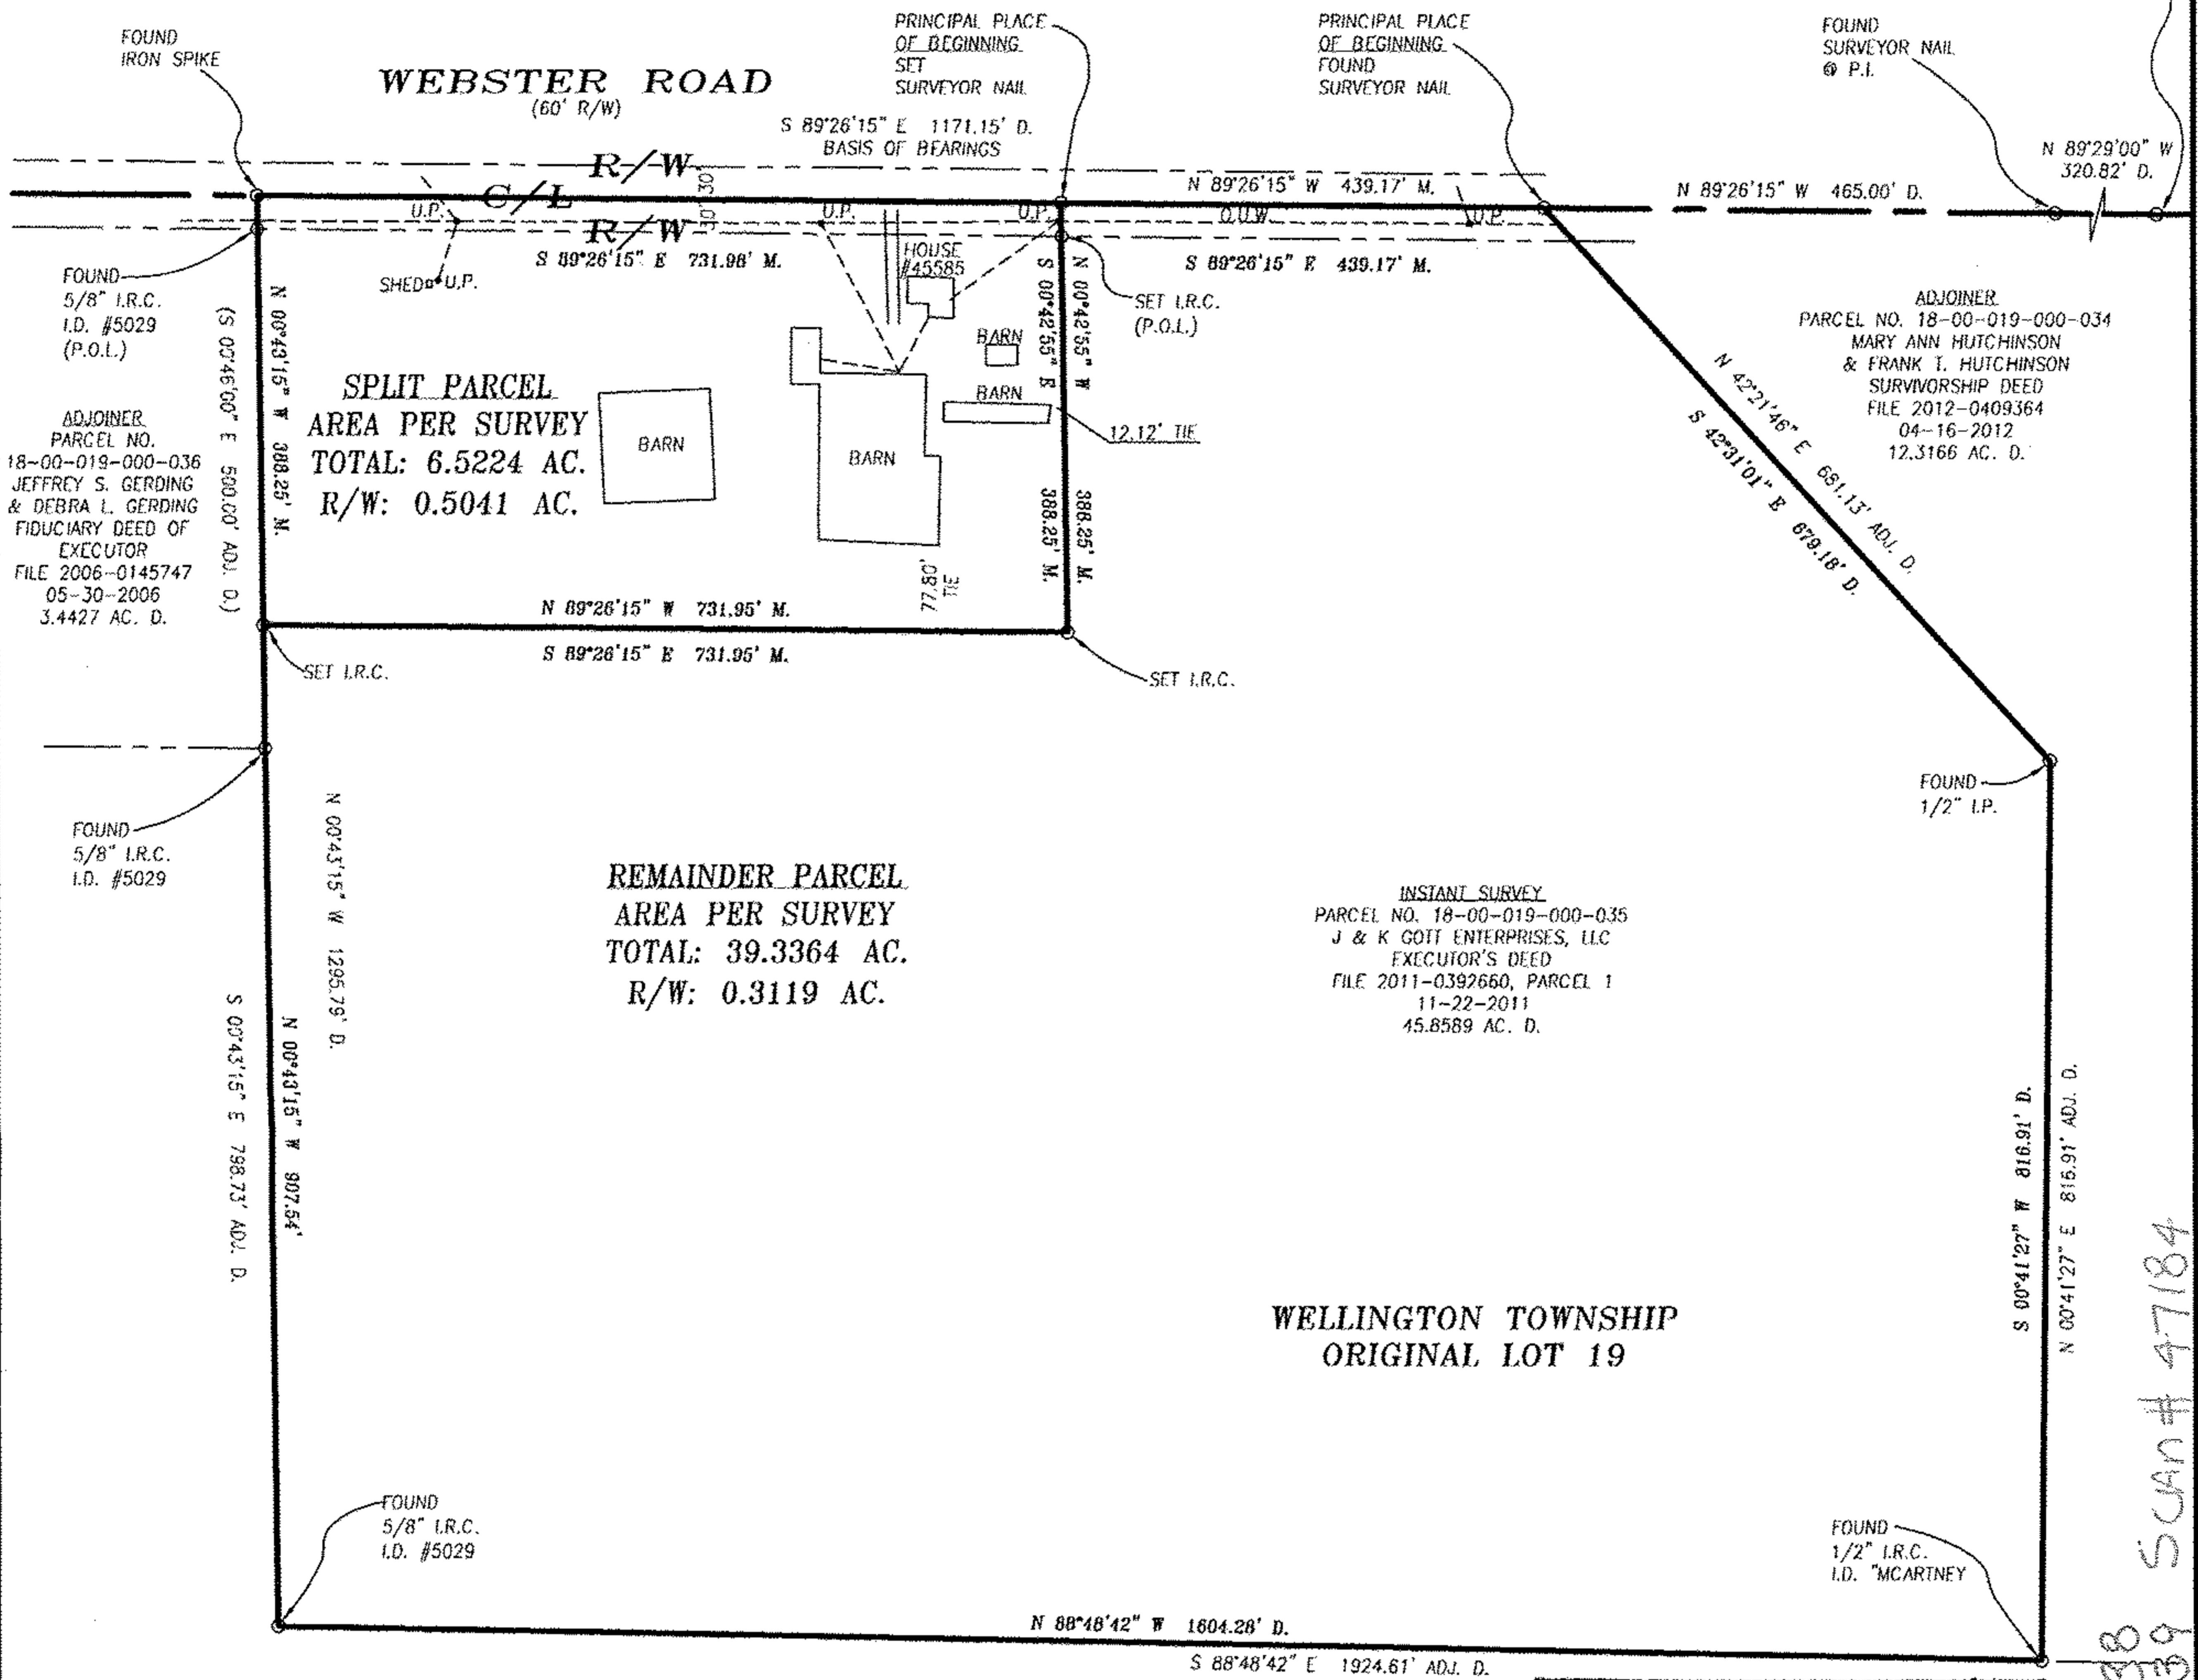 FOUND
IRON SPIKE
WEBSTER ROAD
(60' R/W)
PRINCIPAL PLACE
OF BEGINNING
SET
SURVEYOR NAIL
S 89°26'15" E 1171.15' D.
BASIS OF BEARINGS
PRINCIPAL PLACE
OF BEGINNING
FOUND
SURVEYOR NAIL
FOUND
SURVEYOR NAIL
@ P.I.
N 89°29'00" W
320.82' D.
R/W
C/L
R/W
30'
30'
N 89°26'15" W 439.17' M.
N 89°26'15" W 465.00' D.
U.P.
U.P.
U.P.
O.U.W.
U.P.
S 89°26'15" E 731.98' M.
S 89°26'15" E 439.17' M.
SHED
U.P.
HOUSE
#45585
FOUND
5/8" I.R.C.
I.D. #5029
(P.O.L.)
SET I.R.C.
(P.O.L.)
N 00°43'15" W 388.25' M.
(S 00°46'00" E 500.00' ADJ. D.)
S 00°42'55" E 388.25' M.
N 00°42'55" W 388.25' M.
ADJOINER
PARCEL NO. 18-00-019-000-034
MARY ANN HUTCHINSON
& FRANK T. HUTCHINSON
SURVIVORSHIP DEED
FILE 2012-0409364
04-16-2012
12.3166 AC. D.
N 42°21'46" E 681.13' ADJ. D.
S 42°31'01" E 679.18' D.
SPLIT PARCEL
AREA PER SURVEY
TOTAL: 6.5224 AC.
R/W: 0.5041 AC.
BARN
BARN
BARN
BARN
12.12' TIE
77.80'
TIE
ADJOINER
PARCEL NO.
18-00-019-000-036
JEFFREY S. GERDING
& DEBRA L. GERDING
FIDUCIARY DEED OF
EXECUTOR
FILE 2006-0145747
05-30-2006
3.4427 AC. D.
N 89°26'15" W 731.95' M.
S 89°26'15" E 731.95' M.
SET I.R.C.
SET I.R.C.
FOUND
1/2" I.P.
FOUND
5/8" I.R.C.
I.D. #5029
N 00°43'15" W 1295.79' D.
REMAINDER PARCEL
AREA PER SURVEY
TOTAL: 39.3364 AC.
R/W: 0.3119 AC.
INSTANT SURVEY
PARCEL NO. 18-00-019-000-035
J & K GOTT ENTERPRISES, LLC
EXECUTOR'S DEED
FILE 2011-0392660, PARCEL 1
11-22-2011
45.8589 AC. D.
S 00°43'15" E 798.73' ADJ. D.
N 00°43'15" W 907.54'
S 00°41'27" W 816.91' D.
N 00°41'27" E 816.91' ADJ. D.
WELLINGTON TOWNSHIP
ORIGINAL LOT 19
FOUND
5/8" I.R.C.
I.D. #5029
FOUND
1/2" I.R.C.
I.D. "MCARTNEY
N 88°48'42" W 1604.28' D.
S 88°48'42" E 1924.61' ADJ. D.
Scan# 47184